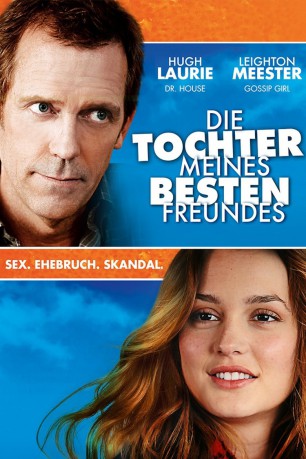 HUGH LEIGHTON
LAURIE MEESTER
DR. HOUSE GOSSIP GIRL
DIE
TOCHTER
MEINES
BESTEN
FREUNDES
SEX. EHEBRUCH. SKANDAL.